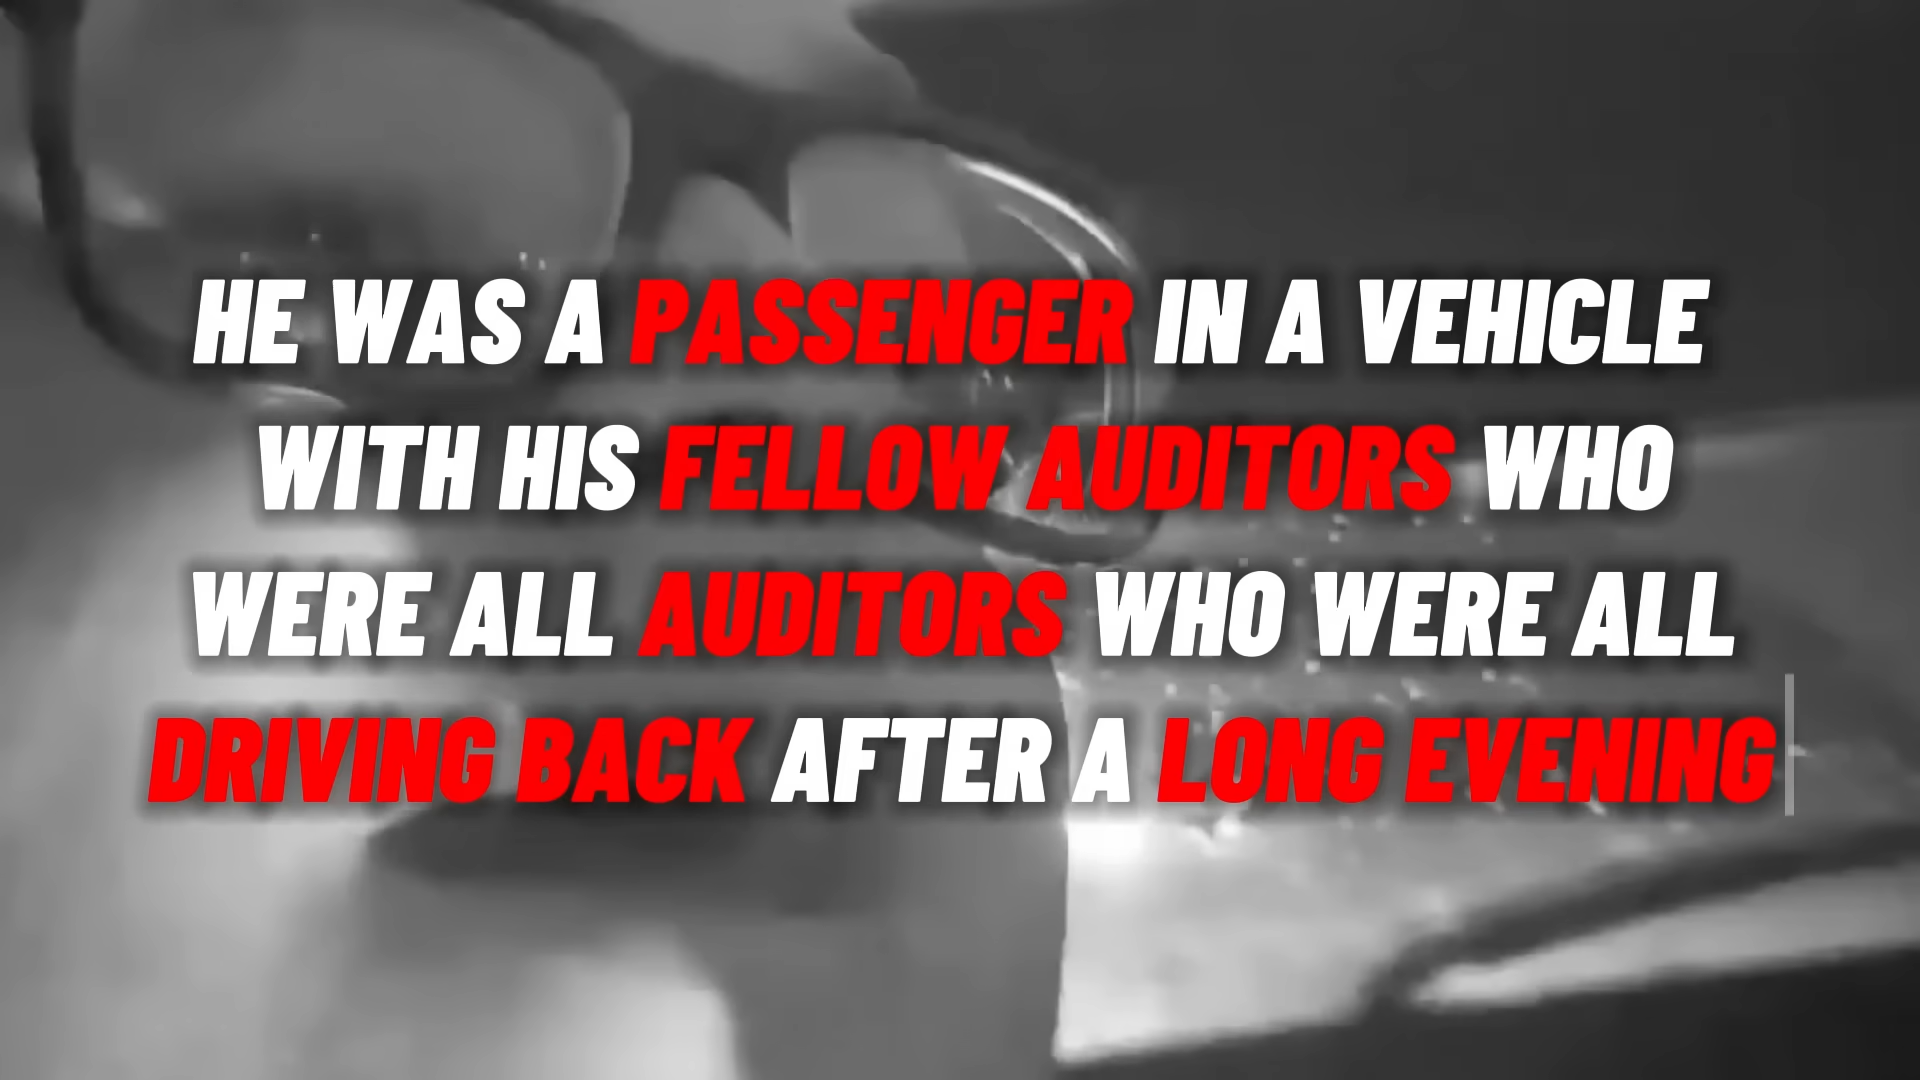 HE WAS A PASSENGER IN A VEHICLE
WITH HIS FELLOW AUDITORS WHO
WERE ALL AUDITORS WHO WERE ALL
DRIVING BACK AFTER A LONG EVENING